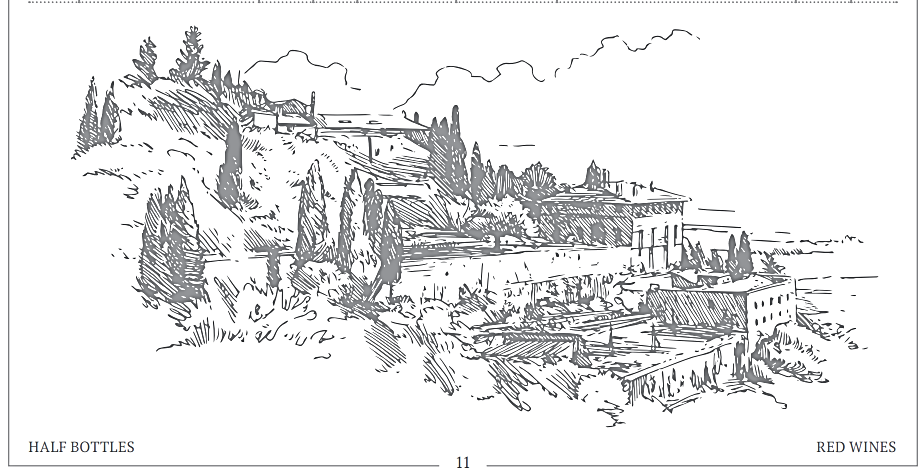 HALF BOTTLES
RED WINES
11